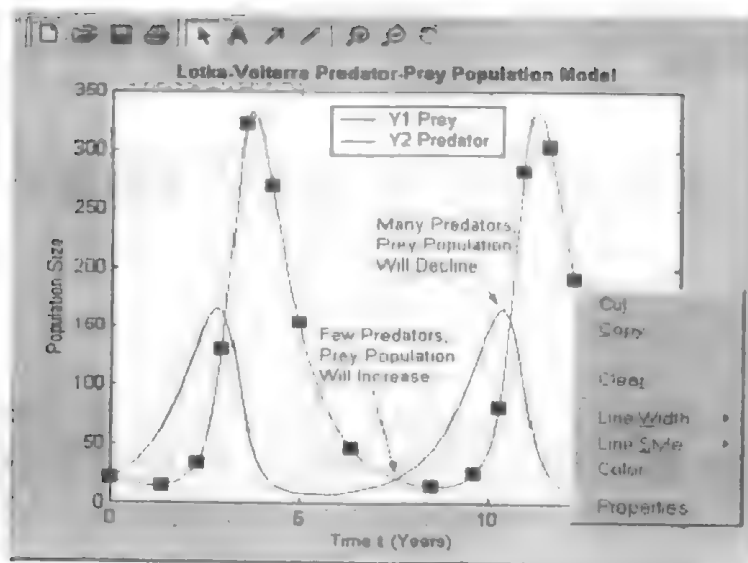 Lotka-Volterra Predator-Prey Population Model
350
300
250
200
150
100
50
0
Population Size
Y1 Prey
Y2 Predator
Many Predators,
Prey Population
Will Decline
Few Predators,
Prey Population
Will Increase
0
5
10
Time t (Years)
Cut
Copy
Clear
Line Width
Line Style
Color
Properties